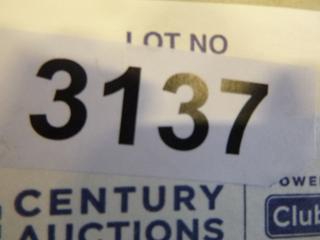 LOT NO
3137
CENTURY
AUCTIONS
Club